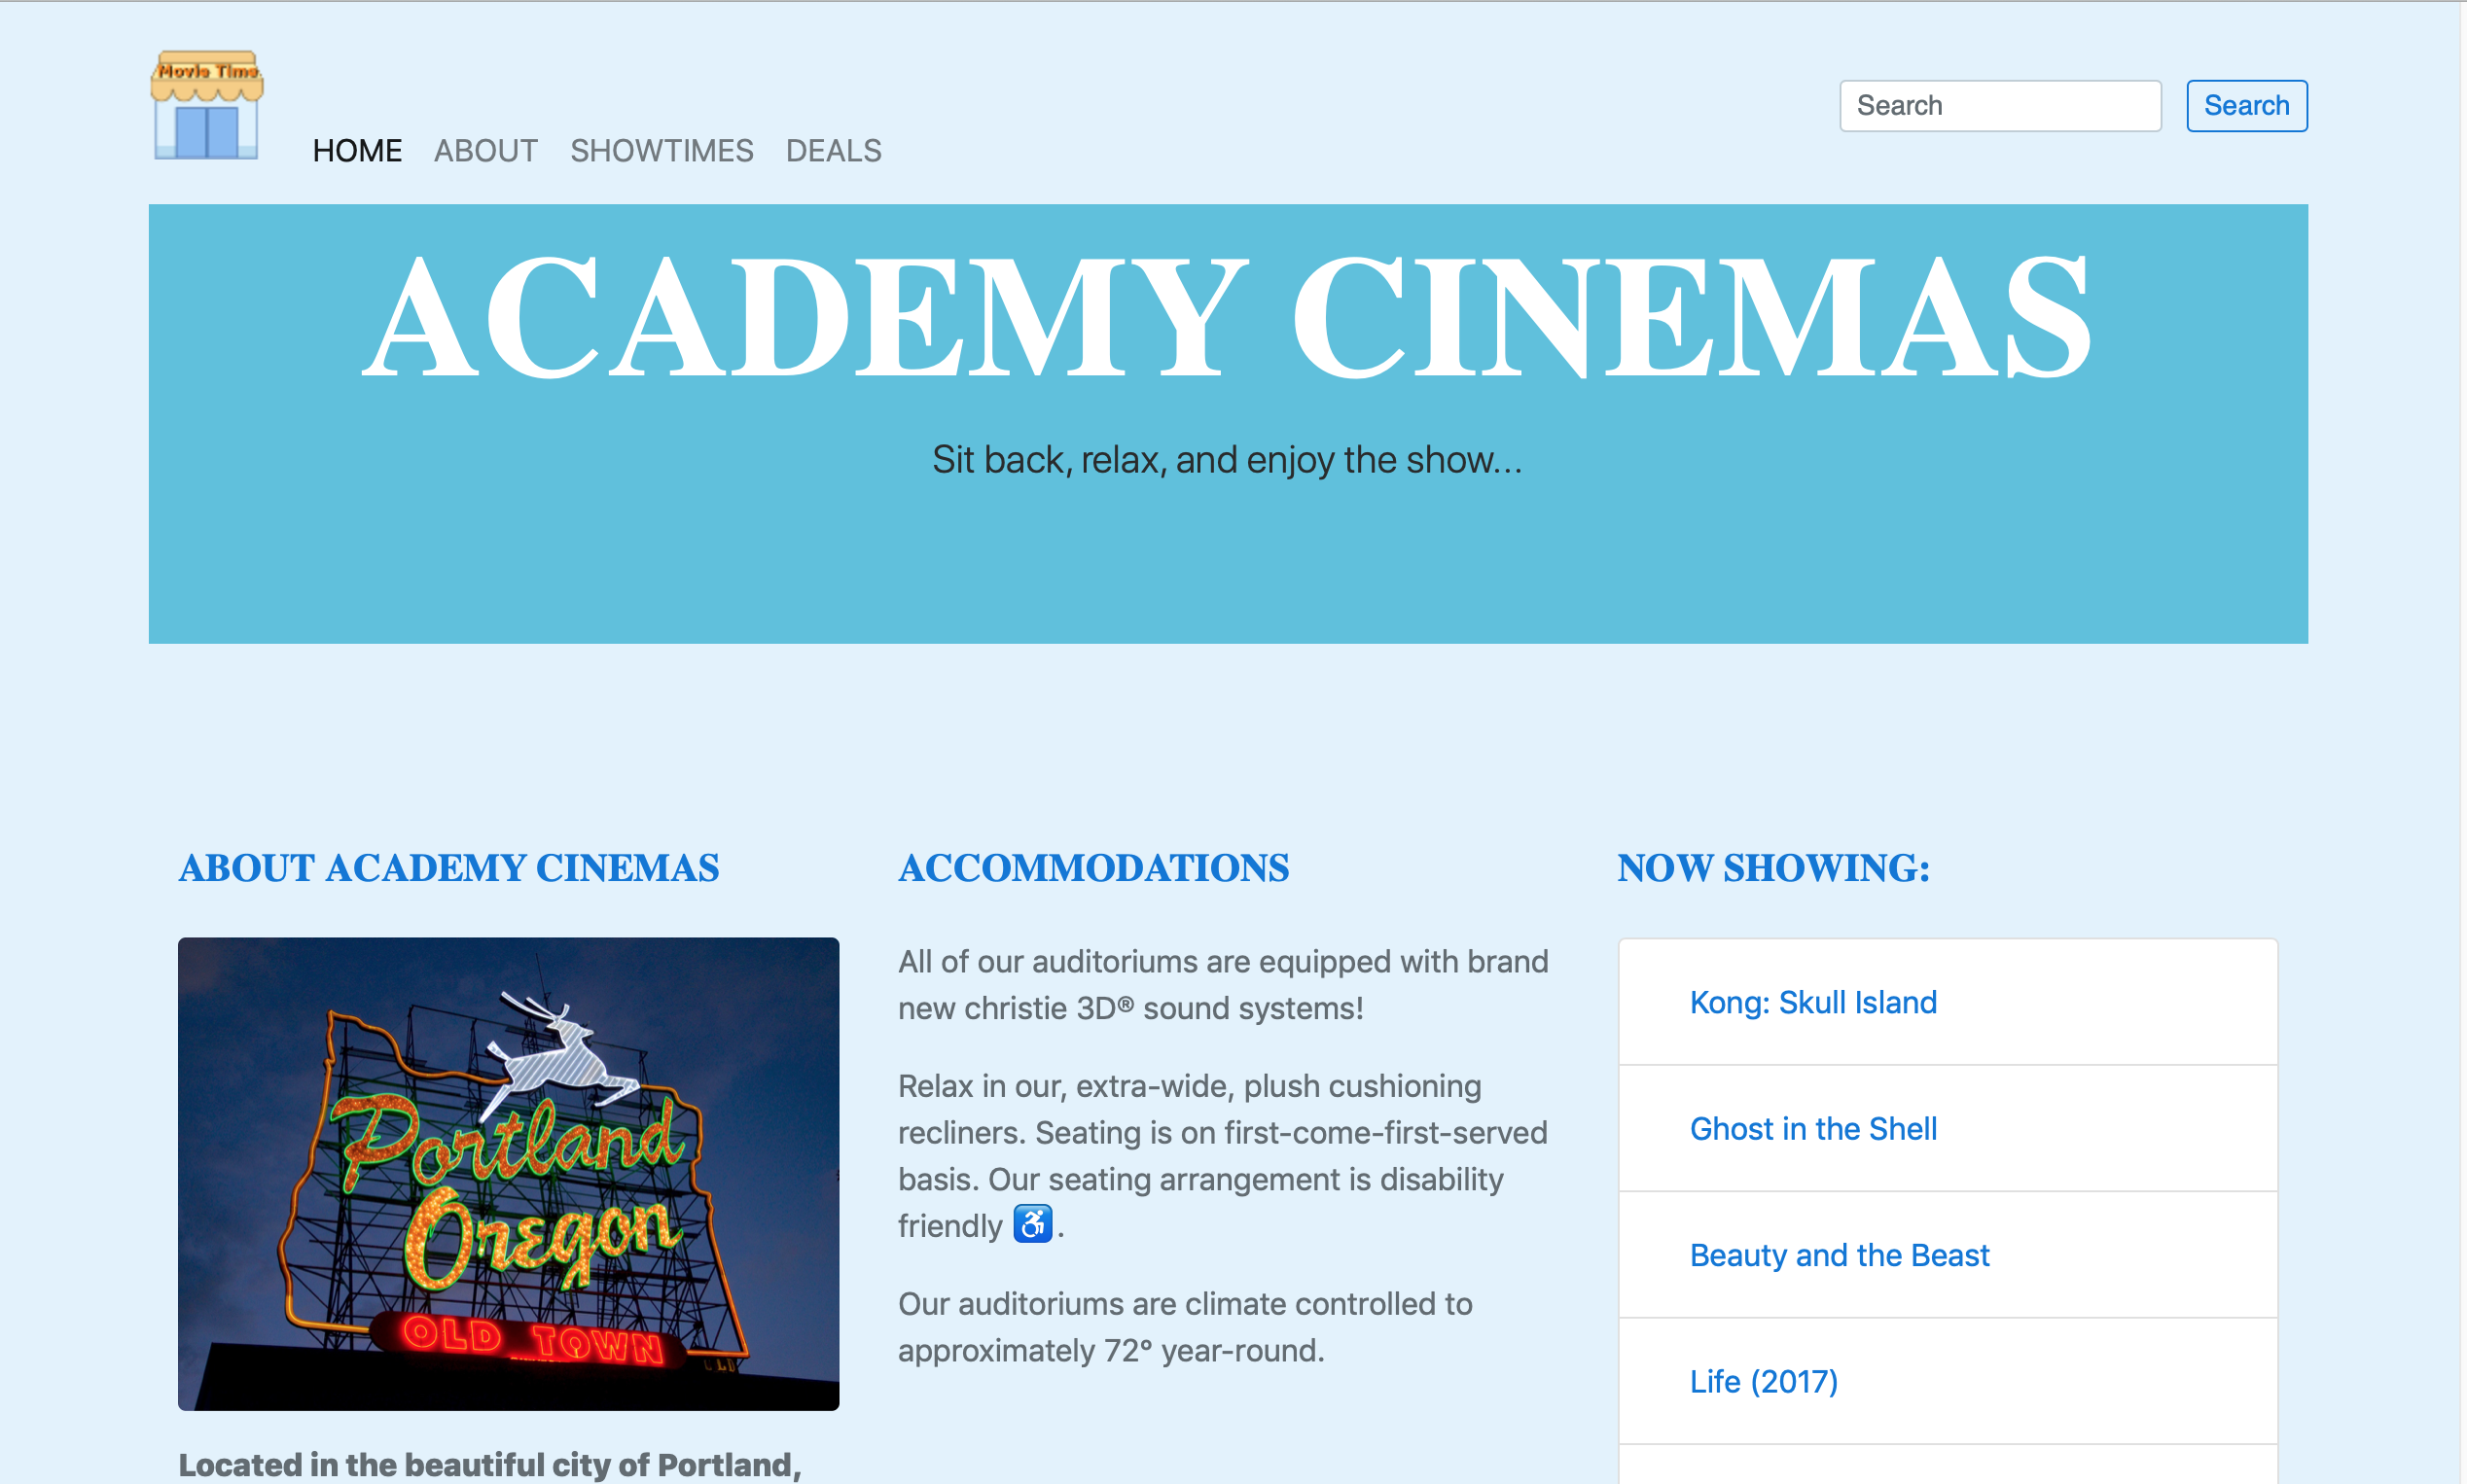 Movie Time
HOME ABOUT SHOWTIMES DEALS
Search
Search
ACADEMY CINEMAS
Sit back, relax, and enjoy the show...
ABOUT ACADEMY CINEMAS
Portland
Oregon
OLD TOWN
Located in the beautiful city of Portland,
ACCOMMODATIONS
All of our auditoriums are equipped with brand
new christie 3D® sound systems!
Relax in our, extra-wide, plush cushioning
recliners. Seating is on first-come-first-served
basis. Our seating arrangement is disability
friendly ♿.
Our auditoriums are climate controlled to
approximately 72° year-round.
NOW SHOWING:
Kong: Skull Island
Ghost in the Shell
Beauty and the Beast
Life (2017)